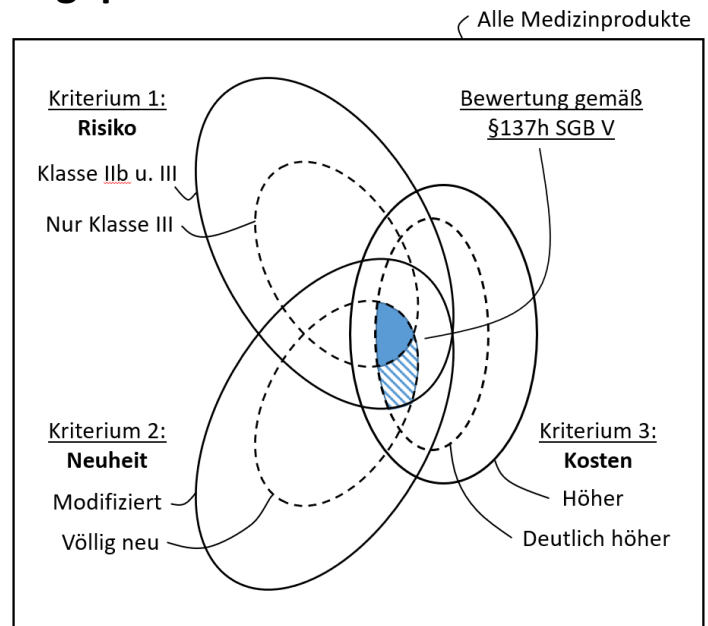 Alle Medizinprodukte
Kriterium 1:
Risiko
Klasse IIb u. III
Nur Klasse III
Bewertung gemäß
§137h SGB V
Kriterium 2:
Neuheit
Modifiziert
Völlig neu
Kriterium 3:
Kosten
Höher
Deutlich höher